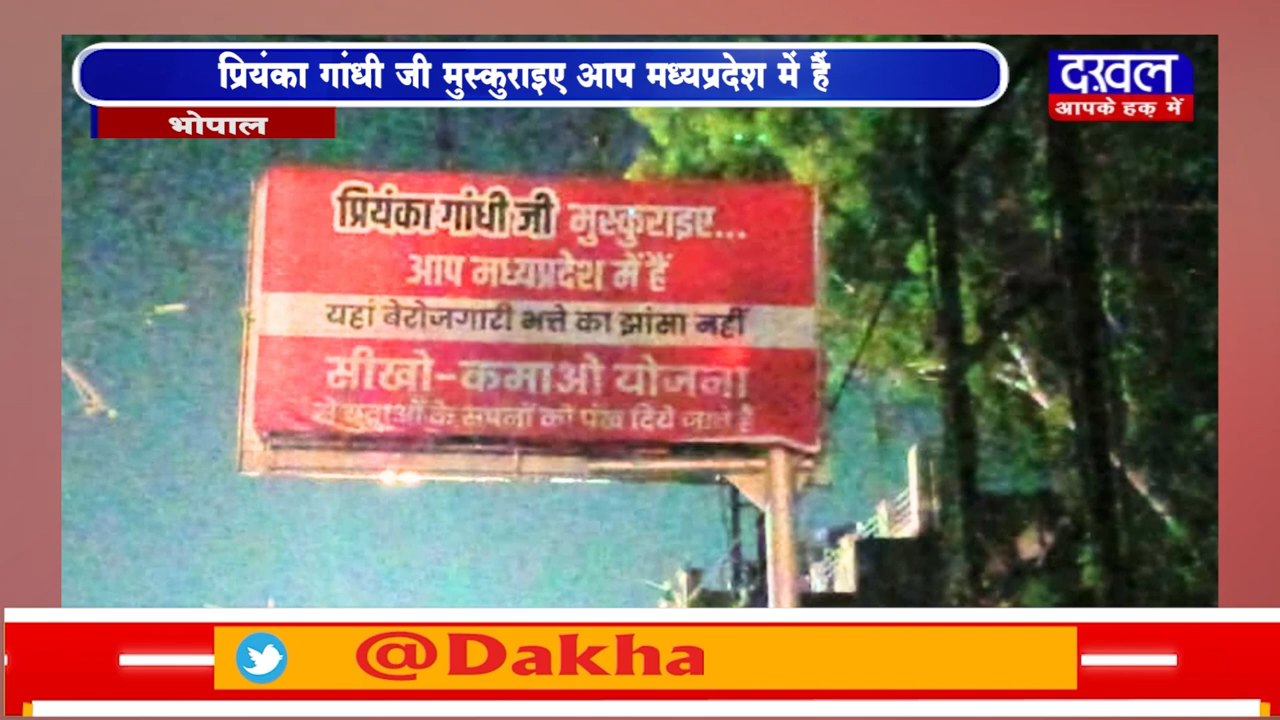 प्रियंका गांधी जी मुस्कुराइए आप मध्यप्रदेश में हैं
दख़ल
आपके हक़ में
भोपाल
प्रियंका गांधी जी मुस्कुराइए...
आप मध्यप्रदेश में हैं
यहां बेरोजगारी भत्ते का झांसा नहीं
सीखो-कमाओ योजना
से युवाओं के सपनों को पंख दिये जाते हैं
@Dakha